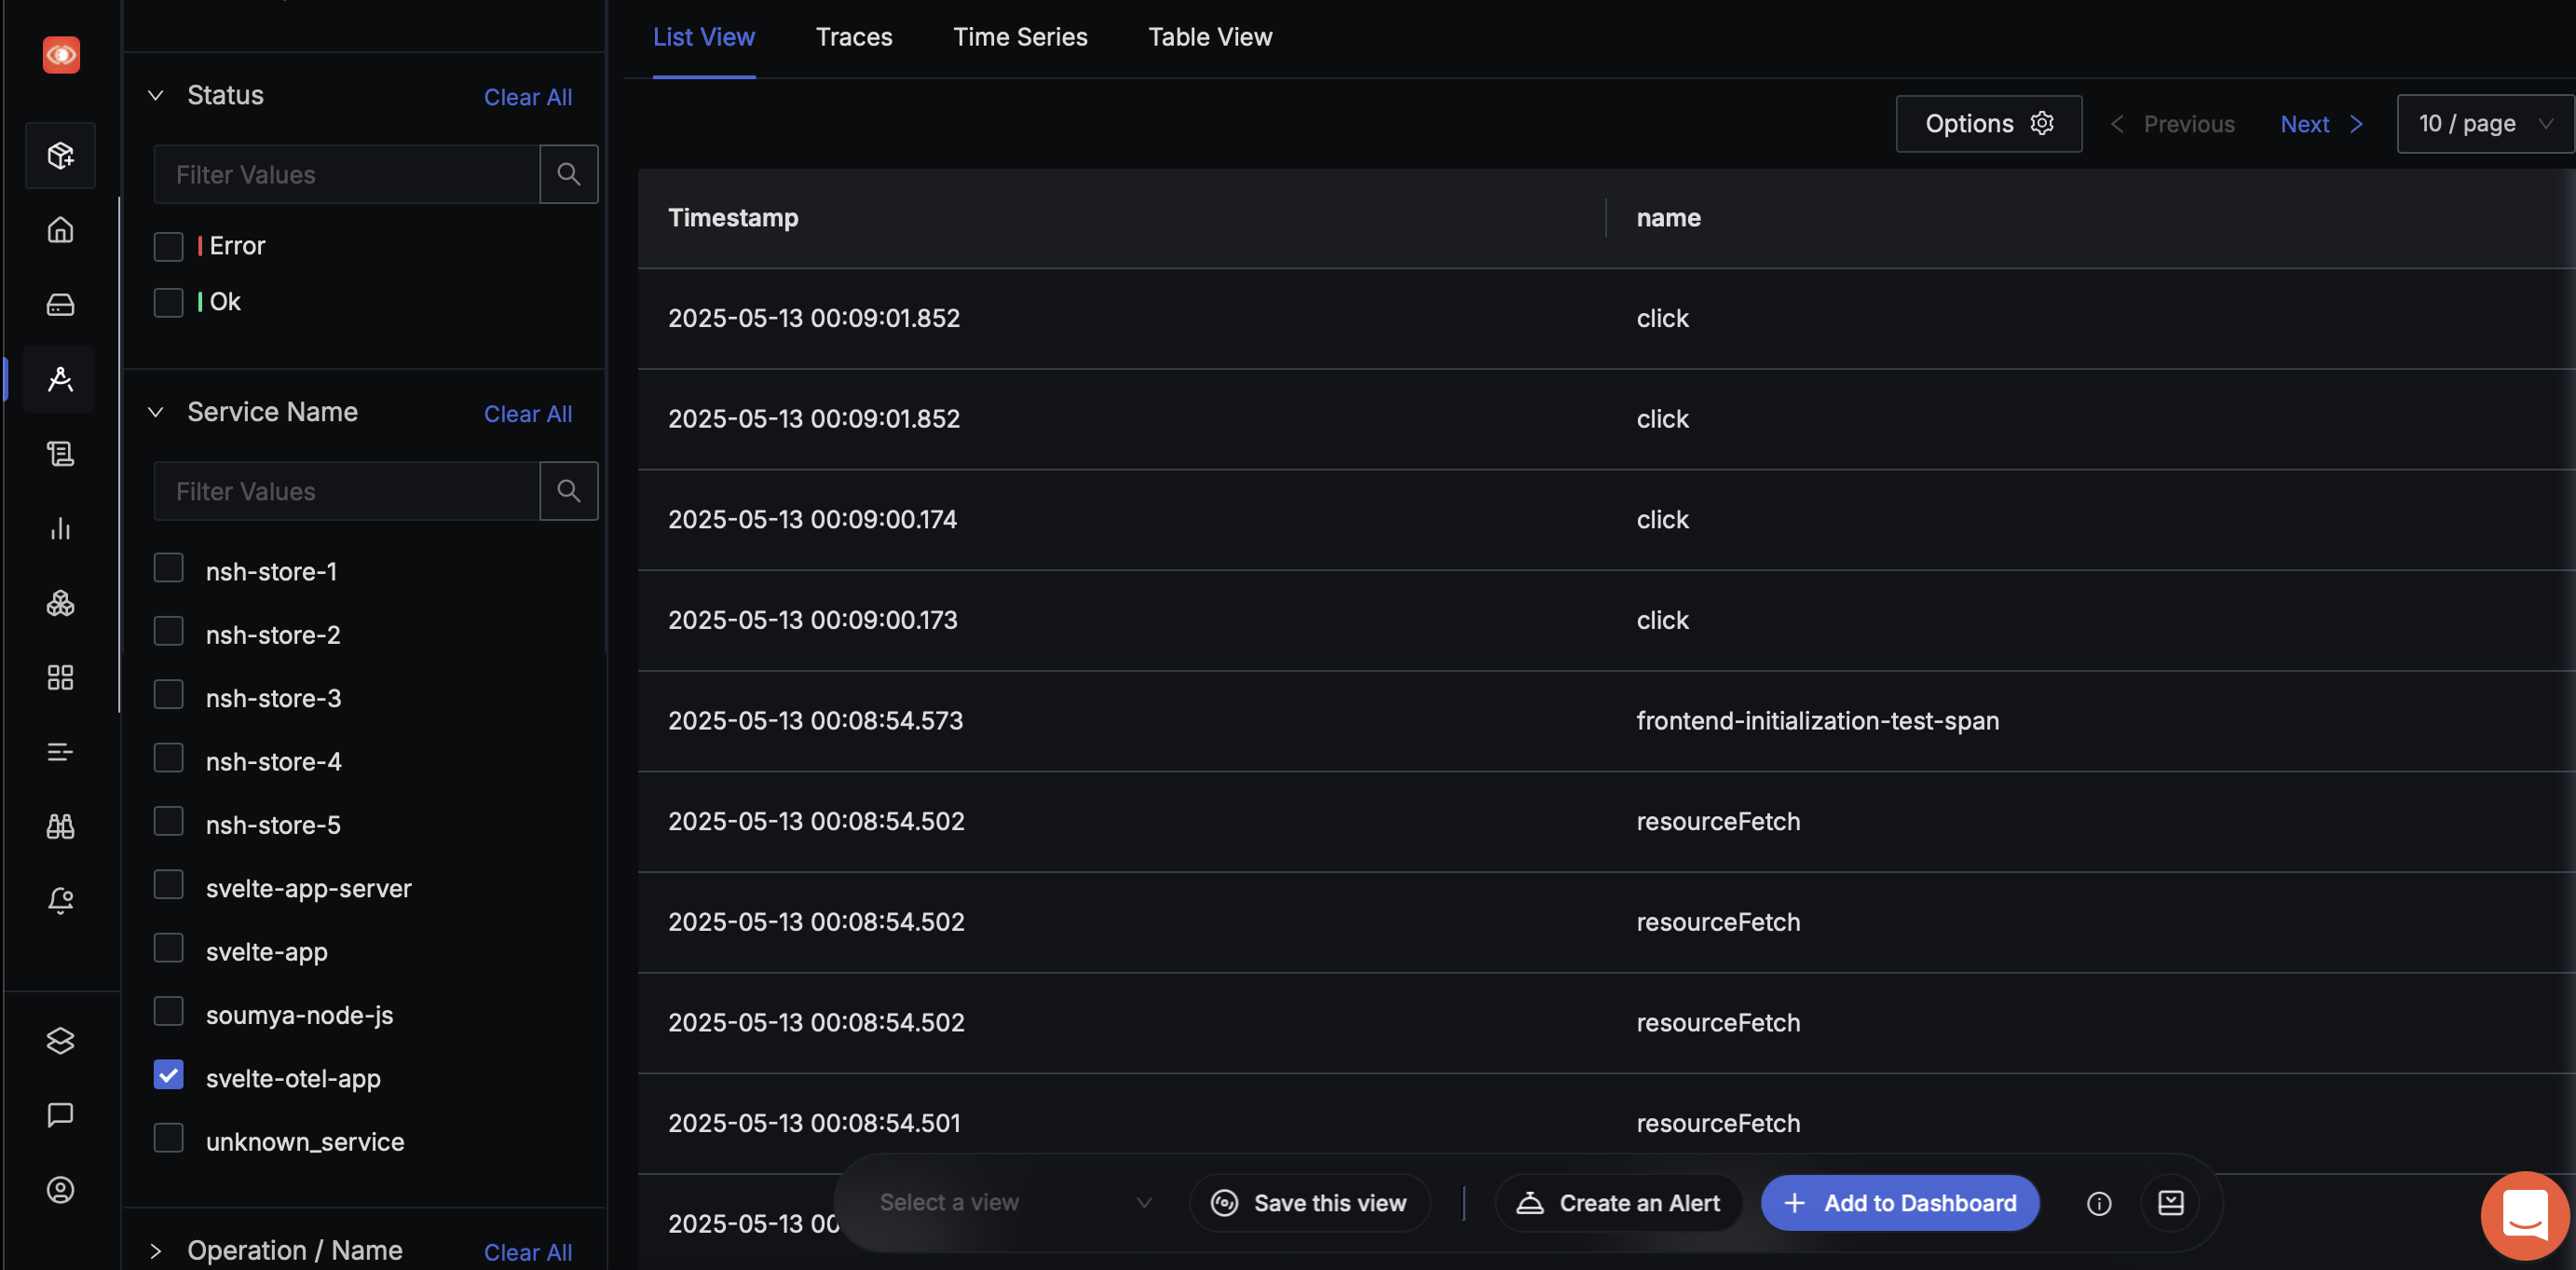 List View Traces Time Series Table View
Status Clear All
Filter Values
Error
Ok
Service Name Clear All
Filter Values
nsh-store-1
nsh-store-2
nsh-store-3
nsh-store-4
nsh-store-5
svelte-app-server
svelte-app
soumya-node-js
svelte-otel-app
unknown_service
Operation / Name Clear All
Options Previous Next 10 / page
Timestamp name
2025-05-13 00:09:01.852 click
2025-05-13 00:09:01.852 click
2025-05-13 00:09:00.174 click
2025-05-13 00:09:00.173 click
2025-05-13 00:08:54.573 frontend-initialization-test-span
2025-05-13 00:08:54.502 resourceFetch
2025-05-13 00:08:54.502 resourceFetch
2025-05-13 00:08:54.502 resourceFetch
2025-05-13 00:08:54.501 resourceFetch
2025-05-13 00
Select a view Save this view Create an Alert Add to Dashboard